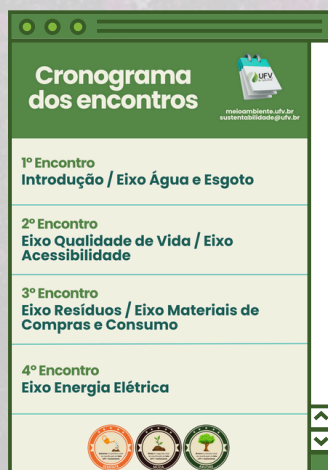 Cronograma
dos encontros
UFV
meioambiente.ufv.br
sustentabilidade@ufv.br
1º Encontro
Introdução / Eixo Água e Esgoto
2º Encontro
Eixo Qualidade de Vida / Eixo
Acessibilidade
3º Encontro
Eixo Resíduos / Eixo Materiais de
Compras e Consumo
4º Encontro
Eixo Energia Elétrica